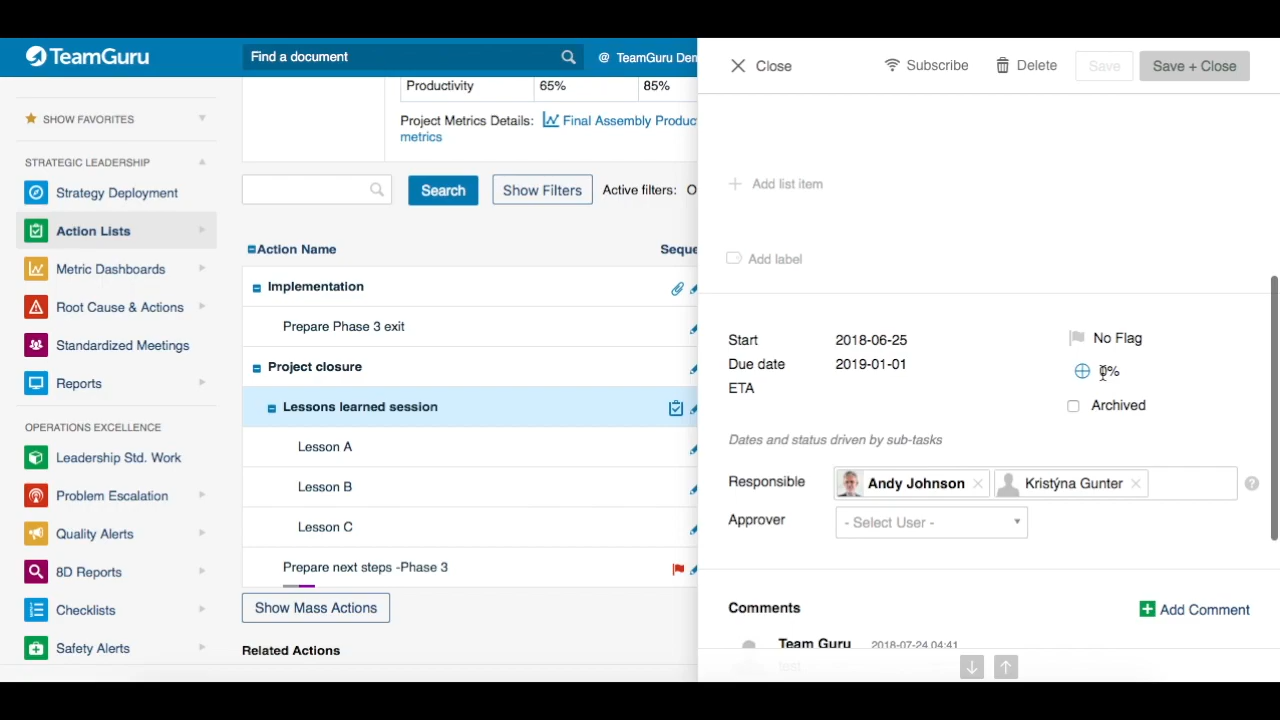 TeamGuru
Find a document
@ TeamGuru Dem
SHOW FAVORITES
STRATEGIC LEADERSHIP
Strategy Deployment
Action Lists
Metric Dashboards
Root Cause & Actions
Standardized Meetings
Reports
OPERATIONS EXCELLENCE
Leadership Std. Work
Problem Escalation
Quality Alerts
8D Reports
Checklists
Safety Alerts
Productivity 65% 85%
Project Metrics Details: Final Assembly Produc
metrics
Search Show Filters Active filters: O
Action Name Seque
Implementation
Prepare Phase 3 exit
Project closure
Lessons learned session
Lesson A
Lesson B
Lesson C
Prepare next steps -Phase 3
Show Mass Actions
Related Actions
Close Subscribe Delete Save Save + Close
Add list item
Add label
Start 2018-06-25 No Flag
Due date 2019-01-01 0%
ETA
Archived
Dates and status driven by sub-tasks
Responsible Andy Johnson Kristýna Gunter
Approver - Select User -
Comments Add Comment
Team Guru 2018-07-24 04:41
test